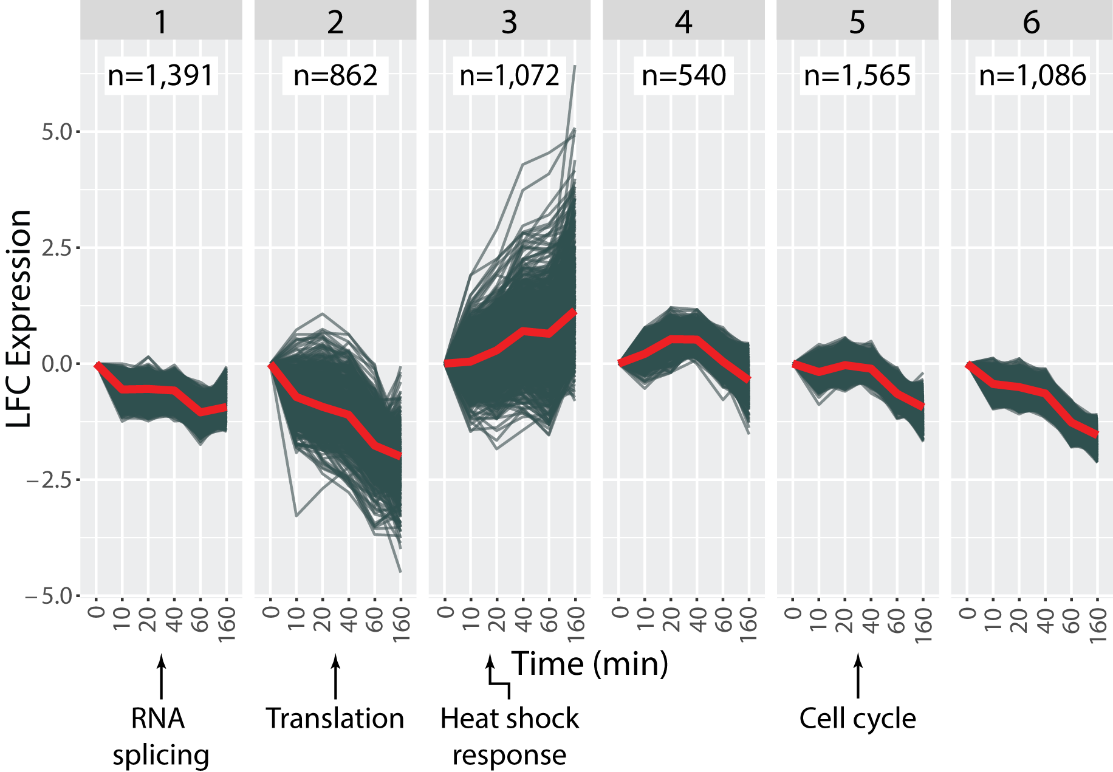 1 2 3 4 5 6
n=1,391 n=862 n=1,072 n=540 n=1,565 n=1,086
LFC Expression
5.0
2.5
0.0
−2.5
−5.0
0 10 20 40 60 160 0 10 20 40 60 160 0 10 20 40 60 160 0 10 20 40 60 160 0 10 20 40 60 160 0 10 20 40 60 160
Time (min)
RNA
splicing
Translation
Heat shock
response
Cell cycle